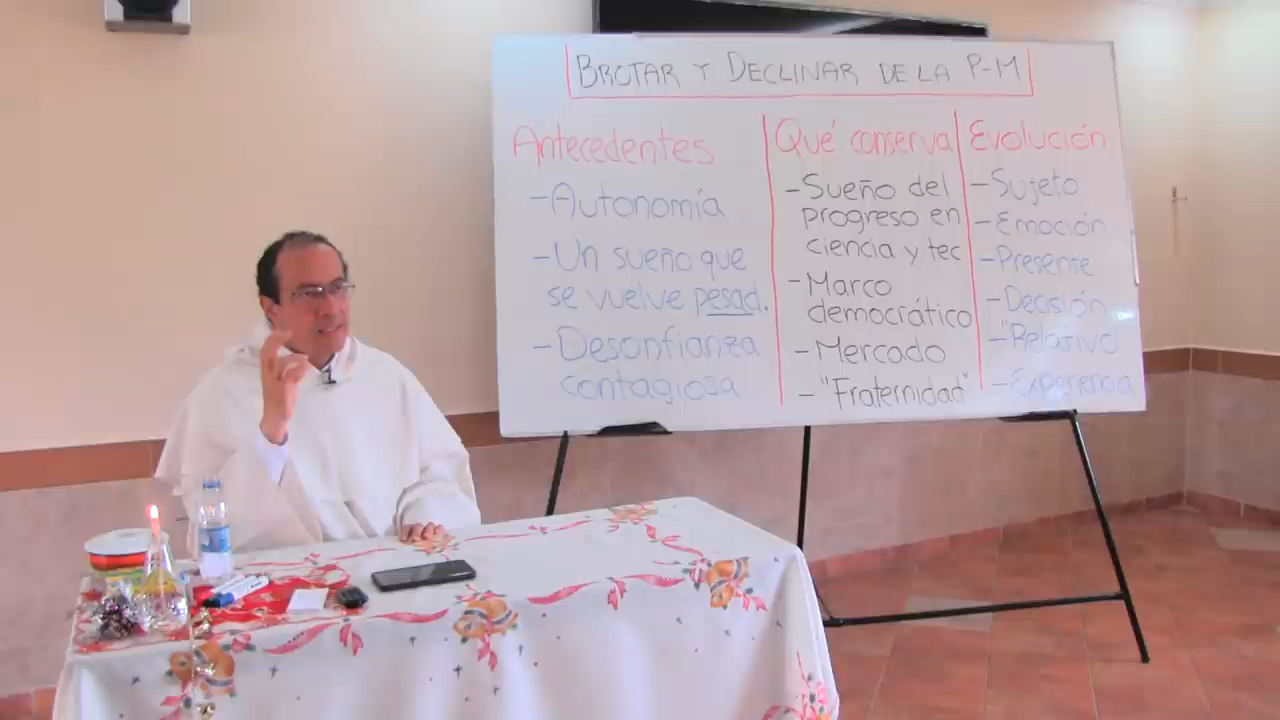 BROTAR Y DECLINAR DE LA P-M
Antecedentes
-Autonomía
-Un sueño que
se vuelve pesad.
-Desonfianza
contagiosa
Qué conserva
-Sueño del
progreso en
ciencia y tec
-Marco
democrático
-Mercado
-"Fraternidad"
Evolución
-Sujeto
-Emoción
-Presente
-Decisión
-"Relativo
-Experiencia